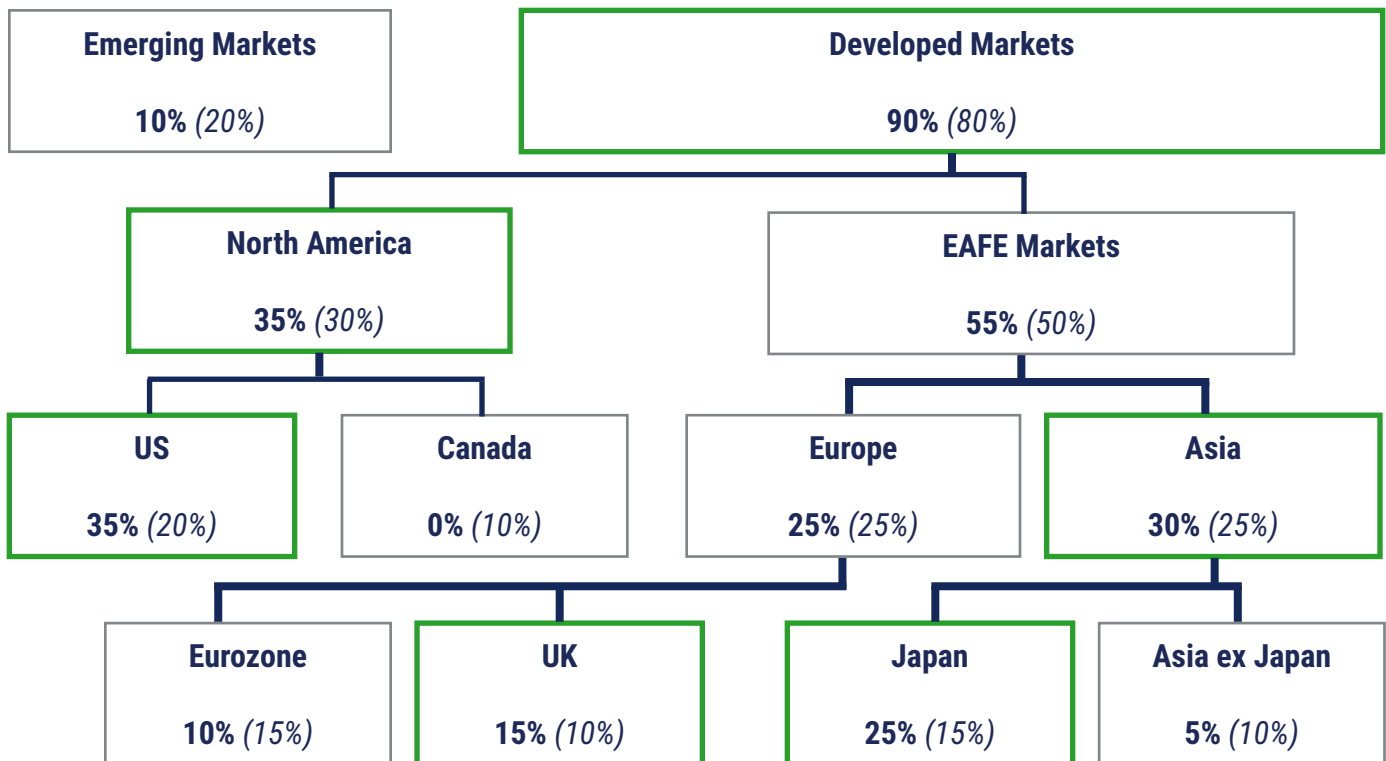 Emerging Markets
10% (20%)
Developed Markets
90% (80%)
North America
35% (30%)
EAFE Markets
55% (50%)
US
35% (20%)
Canada
0% (10%)
Europe
25% (25%)
Asia
30% (25%)
Eurozone
10% (15%)
UK
15% (10%)
Japan
25% (15%)
Asia ex Japan
5% (10%)